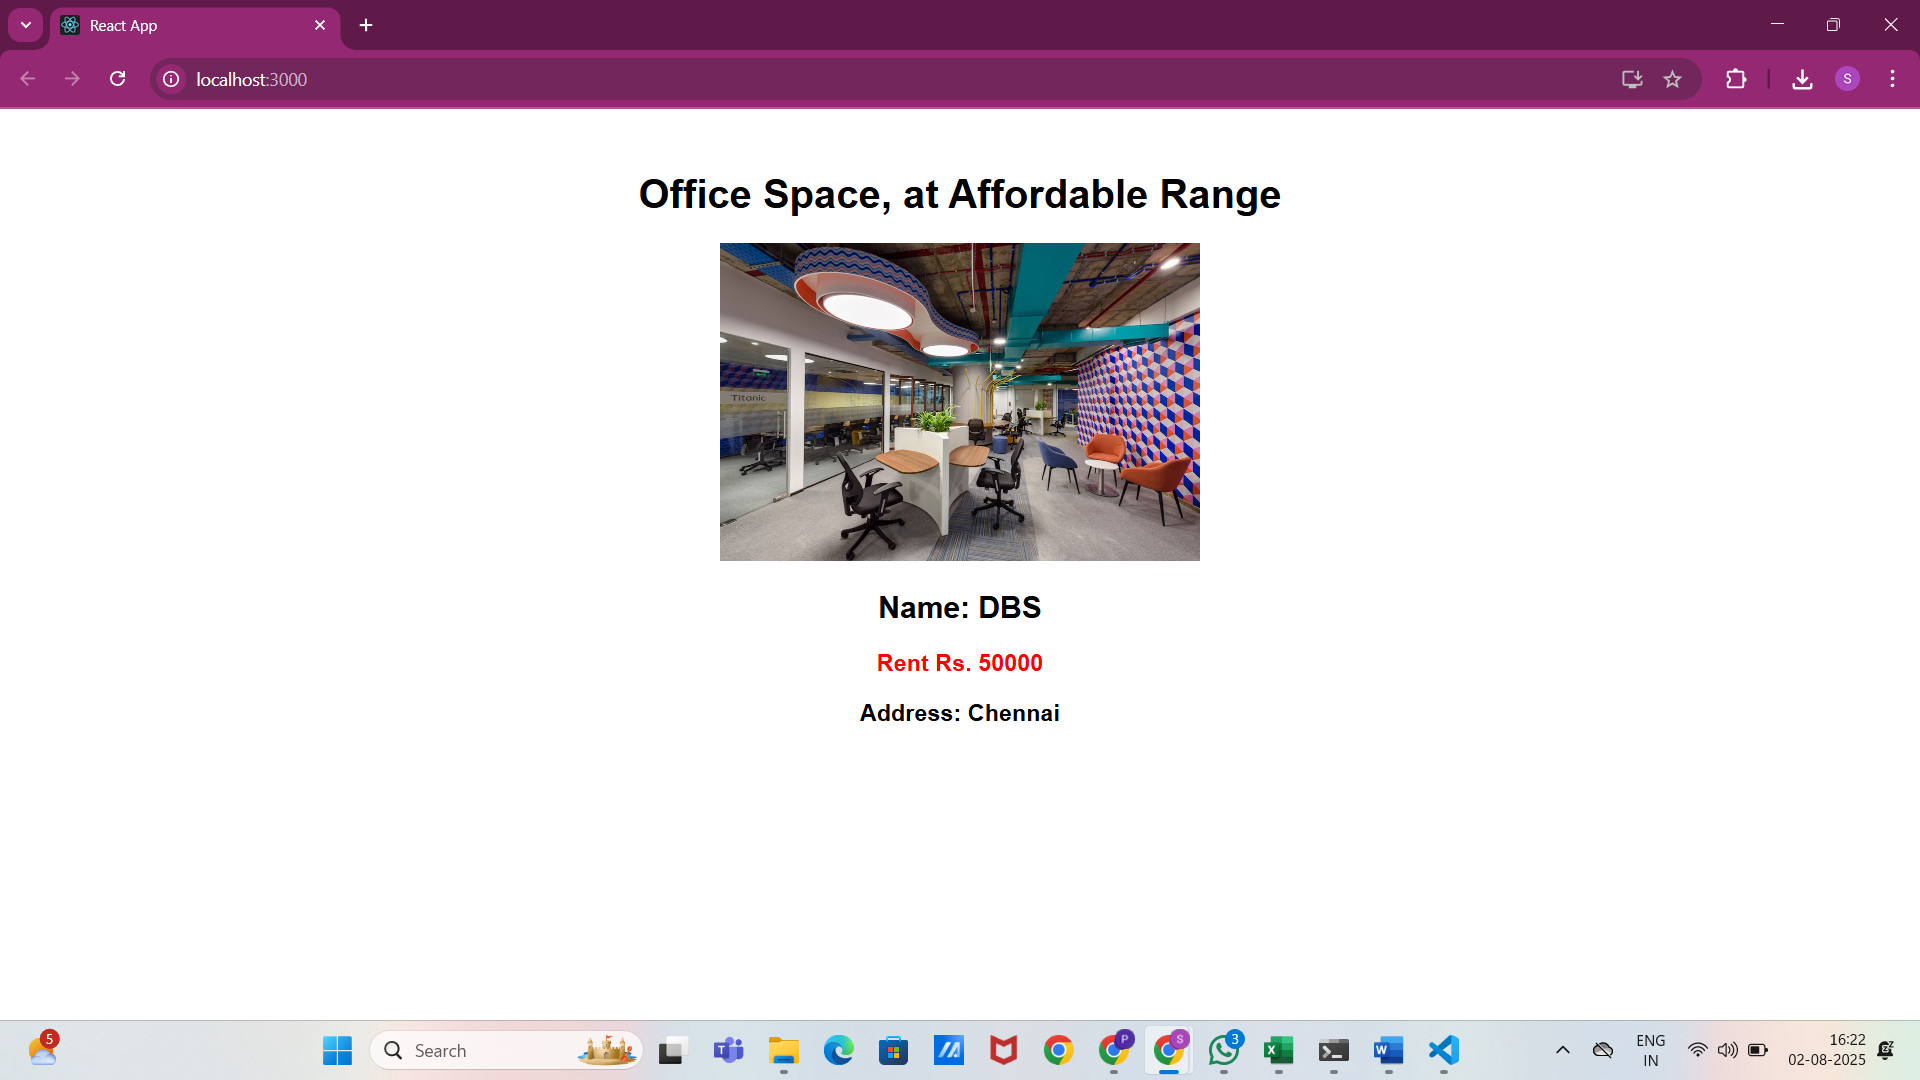 React App
localhost:3000
S
Office Space, at Affordable Range
Titanic
Name: DBS
Rent Rs. 50000
Address: Chennai
5
Search
P
S
3
ENG
IN
16:22
02-08-2025